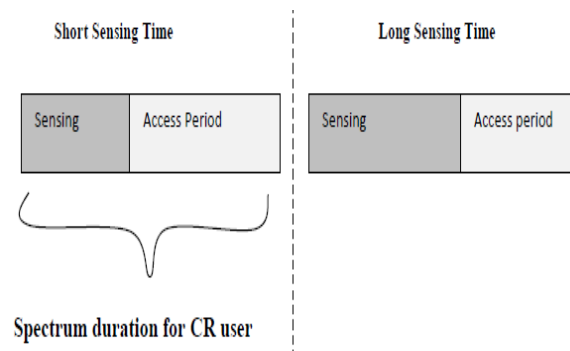 Short Sensing Time
Long Sensing Time
Sensing
Access Period
Sensing
Access period
Spectrum duration for CR user